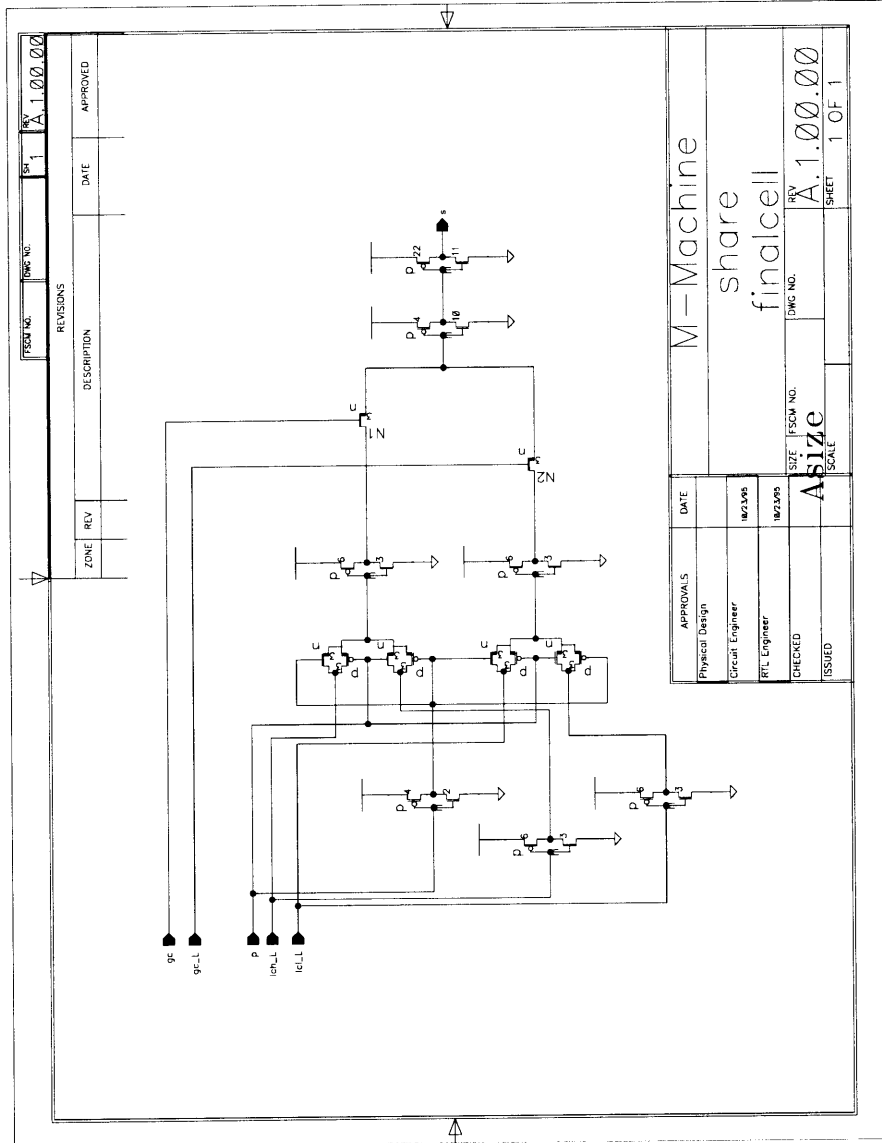 FSCM NO.
DWG NO.
SH 1
REV A.1.00.00
REVISIONS
ZONE
REV
DESCRIPTION
DATE
APPROVED
gc
gc_L
p
lch_L
lcl_L
p
4
2
p
6
3
p
6
3
n
p
n
p
n
p
n
p
p
6
3
p
6
3
n
N1
n
N2
p
4
10
p
22
11
s
APPROVALS
DATE
Physical Design
Circuit Engineer
10/23/95
RTL Engineer
10/23/95
CHECKED
ISSUED
M-Machine
share
finalcell
SIZE
Asize
FSCM NO.
DWG NO.
REV
A.1.00.00
SCALE
SHEET
1 OF 1